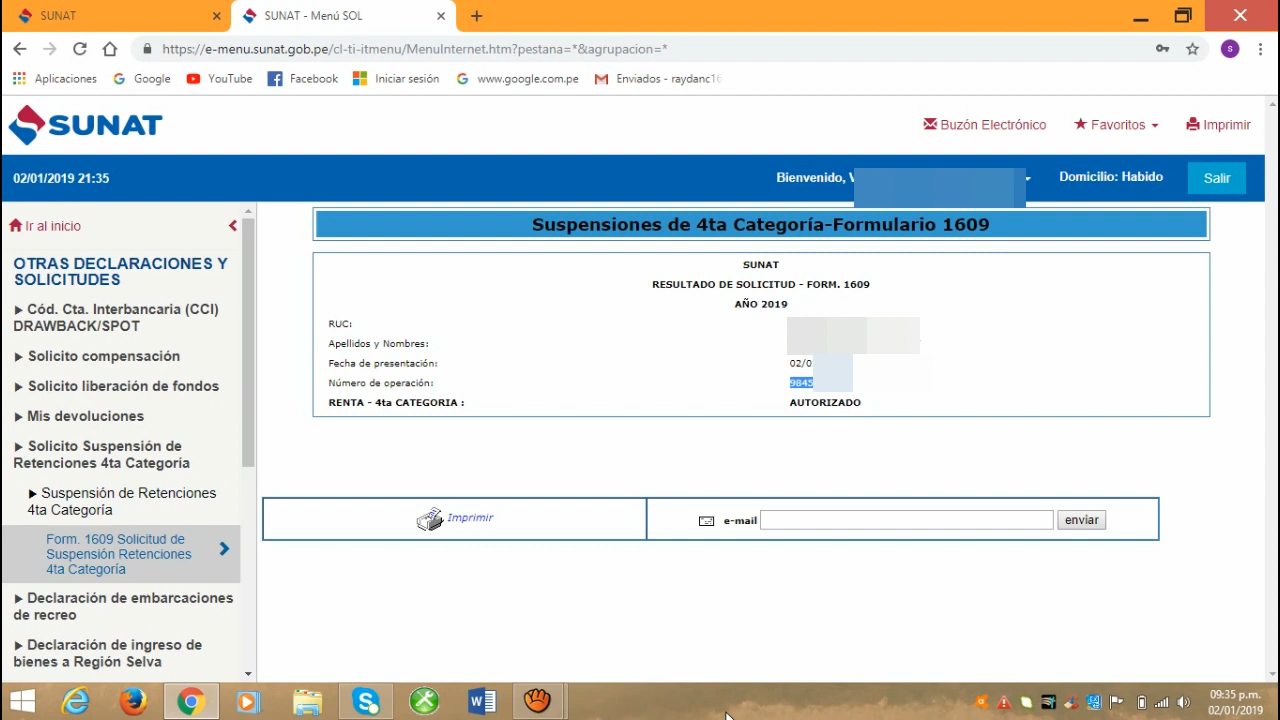 SUNAT
SUNAT - Menú SOL
https://e-menu.sunat.gob.pe/cl-ti-itmenu/MenuInternet.htm?pestana=*&agrupacion=*
S
Aplicaciones
Google
YouTube
Facebook
Iniciar sesión
www.google.com.pe
Enviados - raydanc1
SUNAT
Buzón Electrónico
Favoritos
Imprimir
02/01/2019 21:35
Bienvenido, V
Domicilio: Habido
Salir
Ir al inicio
OTRAS DECLARACIONES Y
SOLICITUDES
Cód. Cta. Interbancaria (CCI)
DRAWBACK/SPOT
Solicito compensación
Solicito liberación de fondos
Mis devoluciones
Solicito Suspensión de
Retenciones 4ta Categoría
Suspensión de Retenciones
4ta Categoría
Form. 1609 Solicitud de
Suspensión Retenciones
4ta Categoría
Declaración de embarcaciones
de recreo
Declaración de ingreso de
bienes a Región Selva
Suspensiones de 4ta Categoría-Formulario 1609
SUNAT
RESULTADO DE SOLICITUD - FORM. 1609
AÑO 2019
RUC:
Apellidos y Nombres:
Fecha de presentación: 02/0
Número de operación: 9845
RENTA - 4ta CATEGORIA : AUTORIZADO
Imprimir
e-mail
enviar
09:35 p.m.
02/01/2019